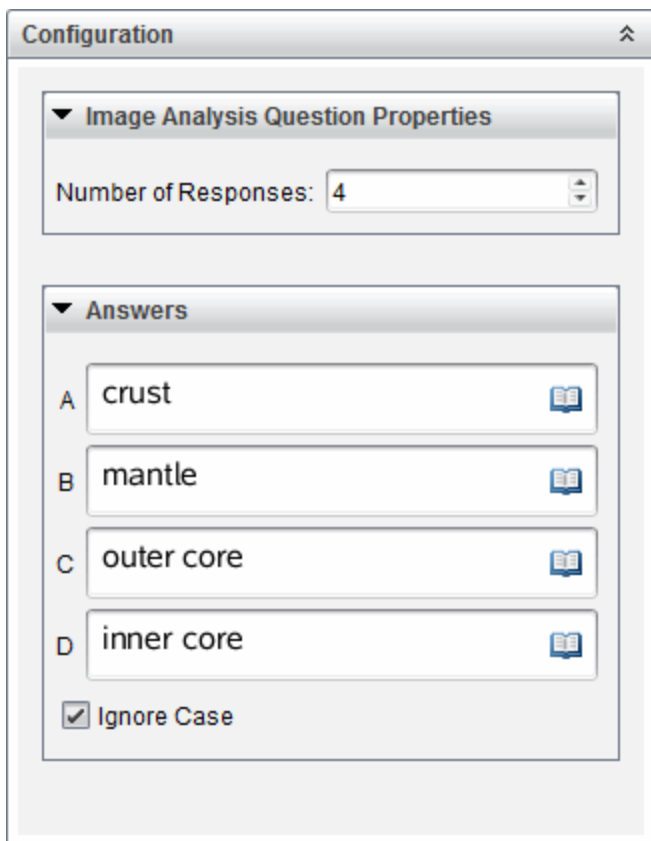 Configuration
Image Analysis Question Properties
Number of Responses: 4
Answers
A crust
B mantle
C outer core
D inner core
Ignore Case